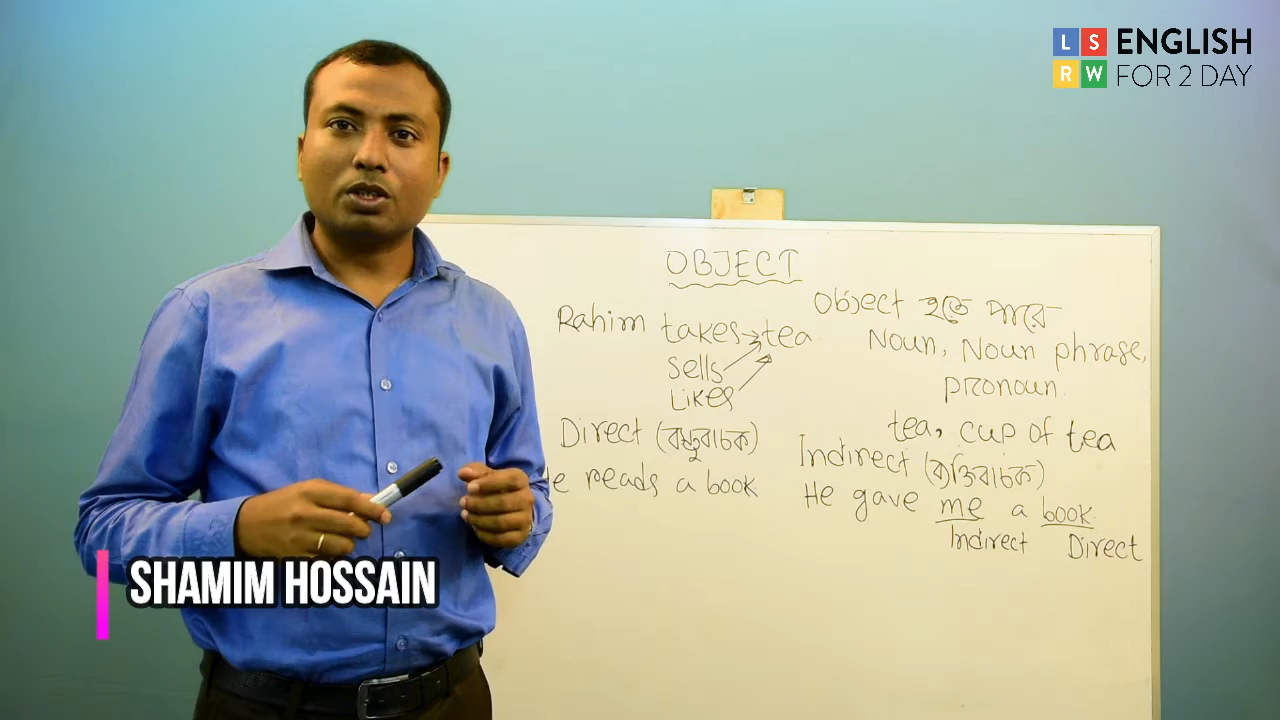 L S
R W
ENGLISH
FOR 2 DAY
OBJECT
Rahim takes tea
sells
Likes
Direct (বস্তুবাচক)
He reads a book
Object হতে পারে
Noun, Noun phrase,
pronoun.
tea, cup of tea
Indirect (ব্যক্তিবাচক)
He gave me a book.
Indirect Direct
SHAMIM HOSSAIN